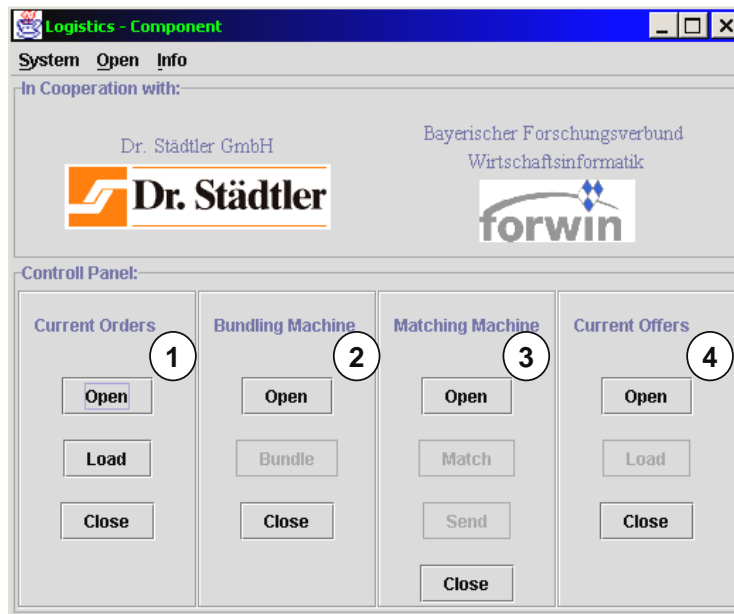 Logistics - Component
System Open Info
In Cooperation with:
Dr. Städtler GmbH
Dr. Städtler
Bayerischer Forschungsverbund
Wirtschaftsinformatik
forwin
Controll Panel:
Current Orders
1
Open
Load
Close
Bundling Machine
2
Open
Bundle
Close
Matching Machine
3
Open
Match
Send
Close
Current Offers
4
Open
Load
Close